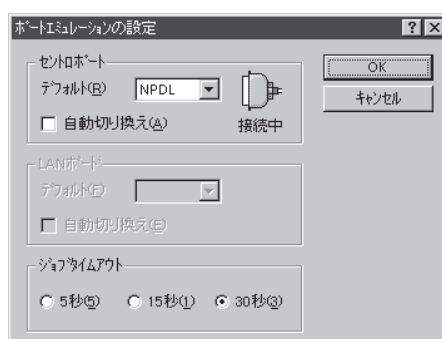 ポートエミュレーションの設定
セントロポート
デフォルト(R) NPDL
自動切り換え(A)
接続中
LANボード
デフォルト(F)
自動切り換え(E)
ジョブタイムアウト
5秒(5) 15秒(1) 30秒(3)
OK
キャンセル